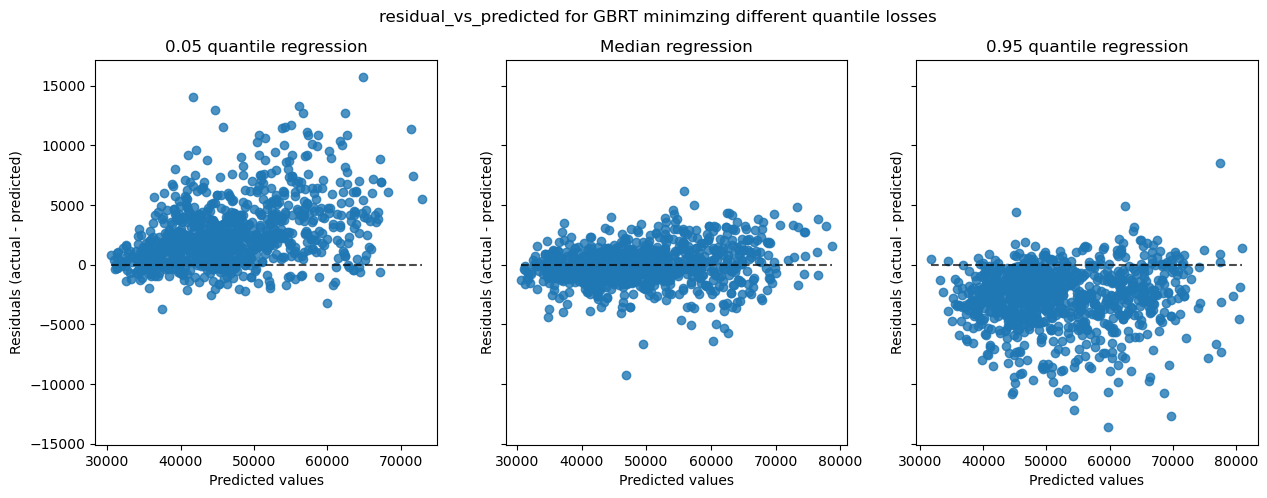 residual_vs_predicted for GBRT minimzing different quantile losses
0.05 quantile regression
Residuals (actual - predicted)
15000
10000
5000
0
−5000
−10000
−15000
30000 40000 50000 60000 70000
Predicted values
Median regression
Residuals (actual - predicted)
30000 40000 50000 60000 70000 80000
Predicted values
0.95 quantile regression
Residuals (actual - predicted)
30000 40000 50000 60000 70000 80000
Predicted values